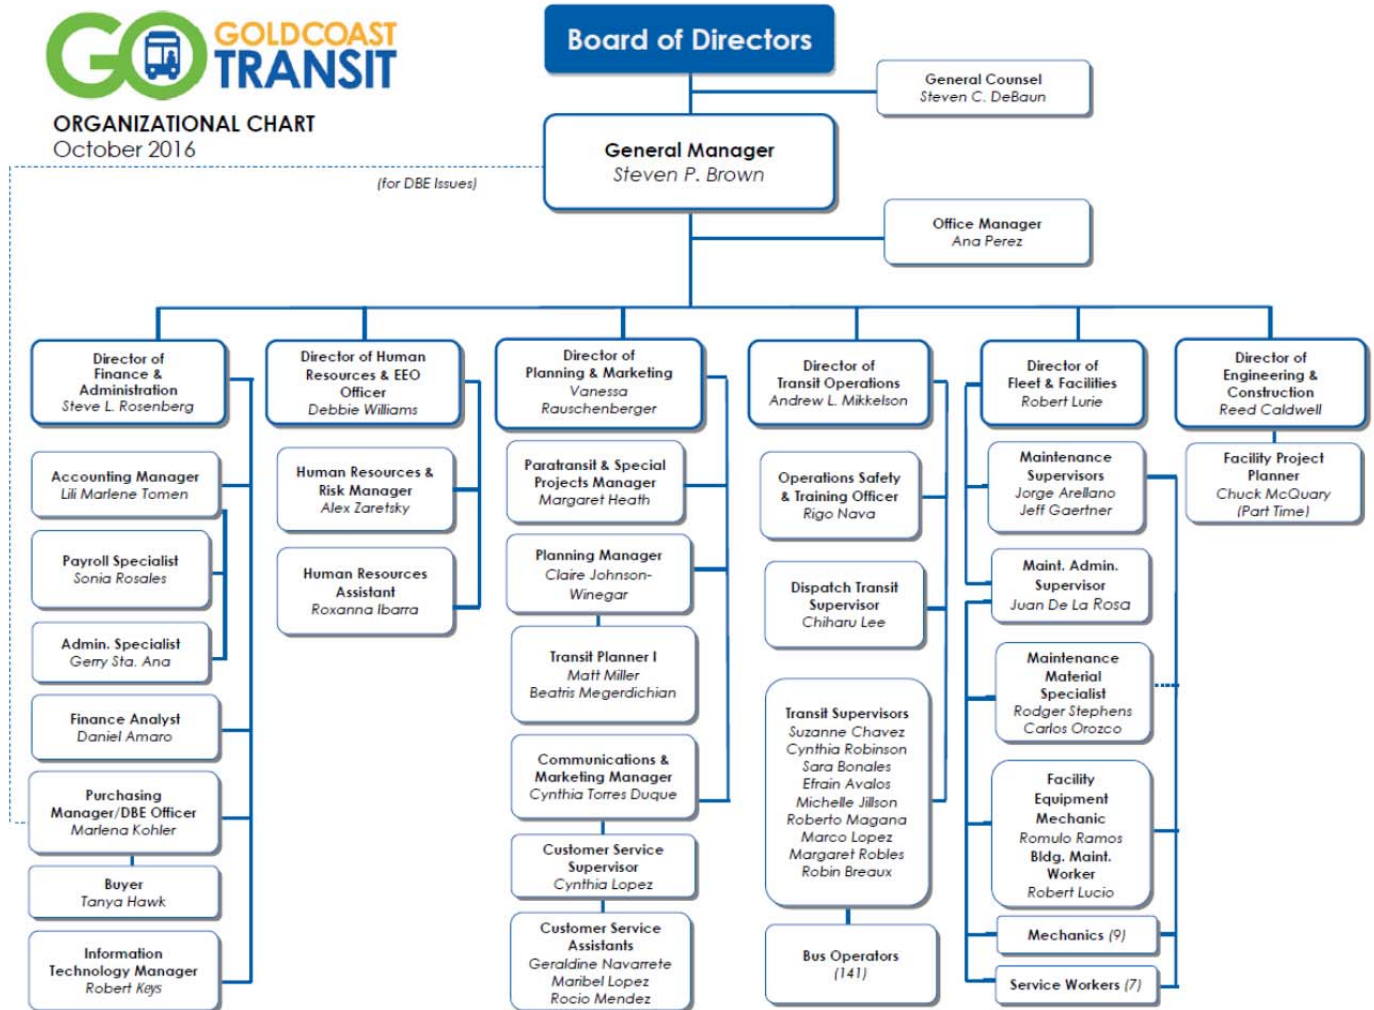 GO GOLDCOAST
TRANSIT
ORGANIZATIONAL CHART
October 2016
Board of Directors
General Counsel
Steven C. DeBaun
General Manager
Steven P. Brown
(for DBE Issues)
Office Manager
Ana Perez
Director of
Finance &
Administration
Steve L. Rosenberg
Accounting Manager
Lili Marlene Tomen
Payroll Specialist
Sonia Rosales
Admin. Specialist
Gerry Sta. Ana
Finance Analyst
Daniel Amaro
Purchasing
Manager/DBE Officer
Marlena Kohler
Buyer
Tanya Hawk
Information
Technology Manager
Robert Keys
Director of Human
Resources & EEO
Officer
Debbie Williams
Human Resources &
Risk Manager
Alex Zaretsky
Human Resources
Assistant
Roxanna Ibarra
Director of
Planning & Marketing
Vanessa
Rauschenberger
Paratransit & Special
Projects Manager
Margaret Heath
Planning Manager
Claire Johnson-
Winegar
Transit Planner I
Matt Miller
Beatris Megerdichian
Communications &
Marketing Manager
Cynthia Torres Duque
Customer Service
Supervisor
Cynthia Lopez
Customer Service
Assistants
Geraldine Navarrete
Maribel Lopez
Rocio Mendez
Director of
Transit Operations
Andrew L. Mikkelson
Operations Safety
& Training Officer
Rigo Nava
Dispatch Transit
Supervisor
Chiharu Lee
Transit Supervisors
Suzanne Chavez
Cynthia Robinson
Sara Bonales
Efrain Avalos
Michelle Jillson
Roberto Magana
Marco Lopez
Margaret Robles
Robin Breaux
Bus Operators
(141)
Director of
Fleet & Facilities
Robert Lurie
Maintenance
Supervisors
Jorge Arellano
Jeff Gaertner
Maint. Admin.
Supervisor
Juan De La Rosa
Maintenance
Material
Specialist
Rodger Stephens
Carlos Orozco
Facility
Equipment
Mechanic
Romulo Ramos
Bldg. Maint.
Worker
Robert Lucio
Mechanics (9)
Service Workers (7)
Director of
Engineering &
Construction
Reed Caldwell
Facility Project
Planner
Chuck McQuary
(Part Time)